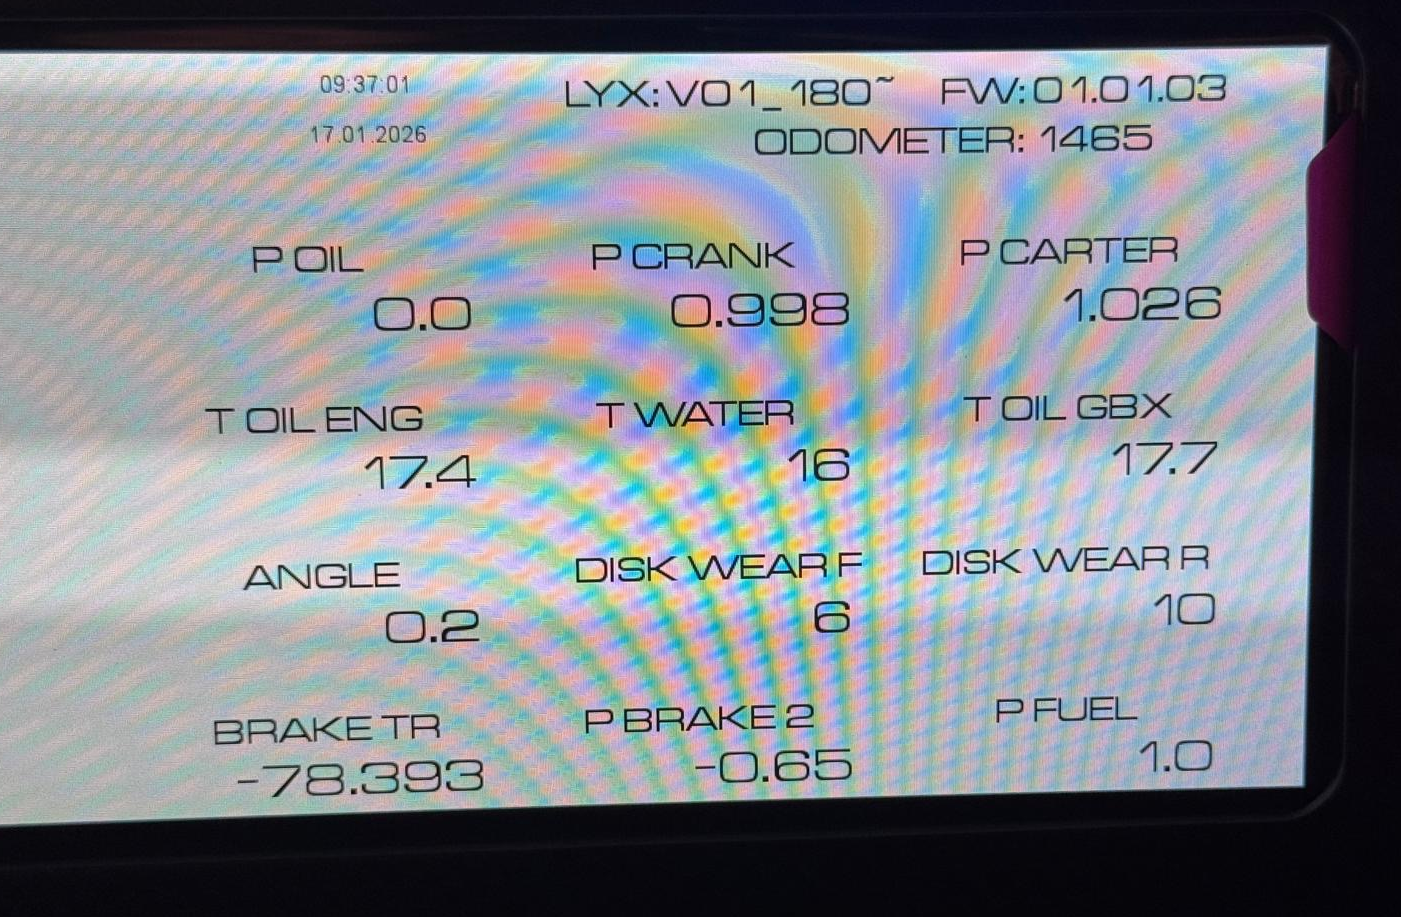 09:37:01 LYX:V01_180~ FW:01.01.03
17.01.2026 ODOMETER: 1465
P OIL P CRANK P CARTER
0.0 0.998 1.026
T OIL ENG T WATER T OIL GBX
17.4 16 17.7
ANGLE DISK WEAR F DISK WEAR R
0.2 6 10
BRAKE TR P BRAKE 2 P FUEL
-78.393 -0.65 1.0